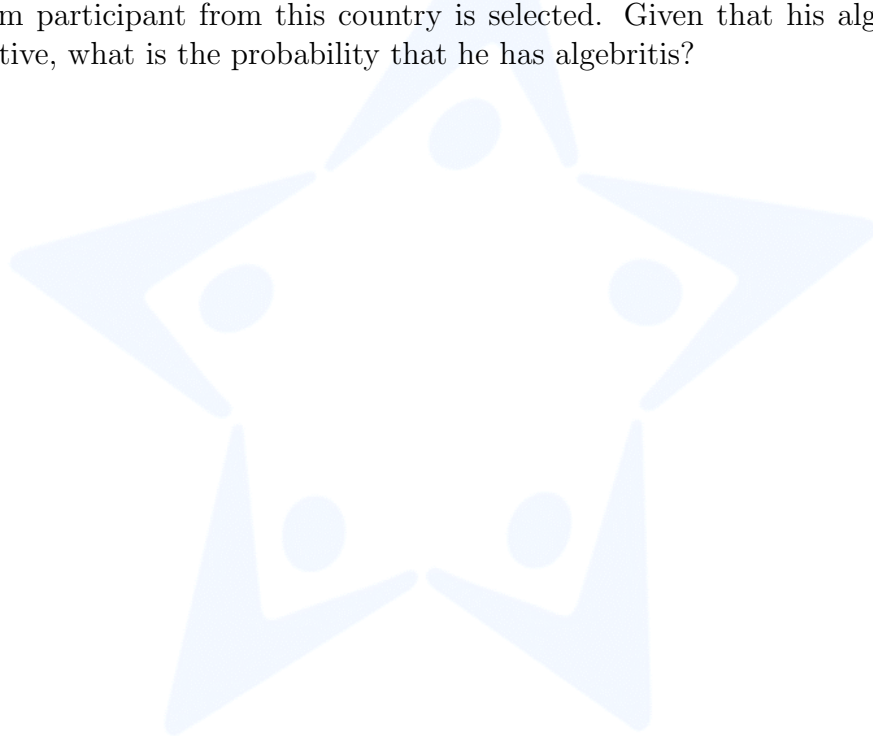 m participant from this country is selected. Given that his alg
tive, what is the probability that he has algebritis?